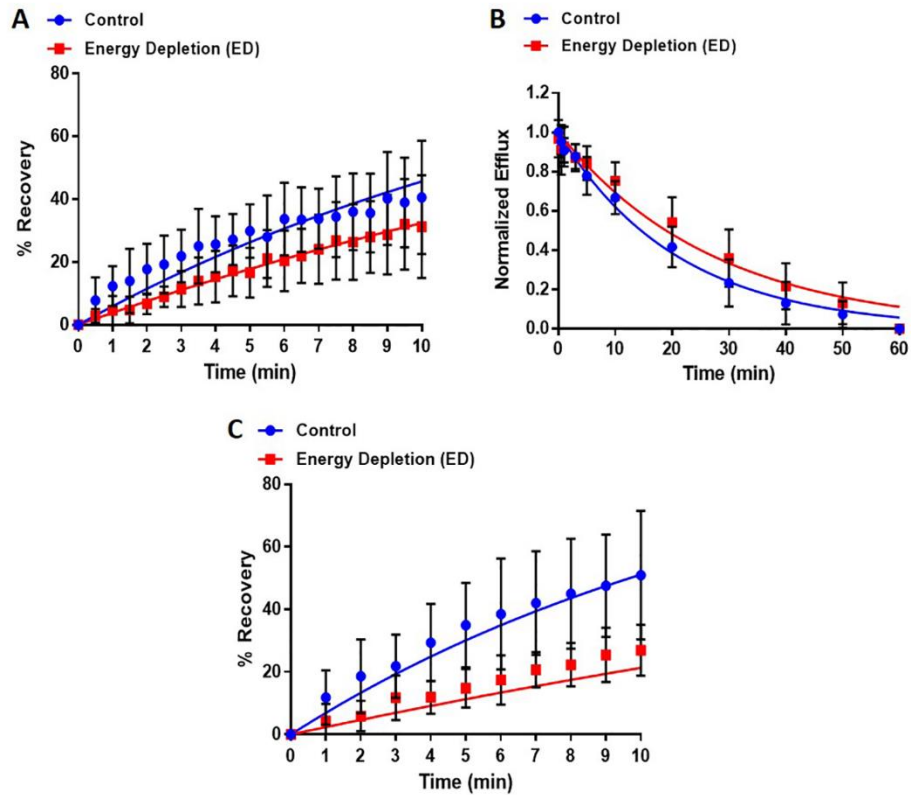 A
Control
Energy Depletion (ED)
80
60
40
20
0
% Recovery
0 1 2 3 4 5 6 7 8 9 10
Time (min)
B
Control
Energy Depletion (ED)
1.2
1.0
0.8
0.6
0.4
0.2
0.0
Normalized Efflux
0 10 20 30 40 50 60
Time (min)
C
Control
Energy Depletion (ED)
80
60
40
20
0
% Recovery
0 1 2 3 4 5 6 7 8 9 10
Time (min)